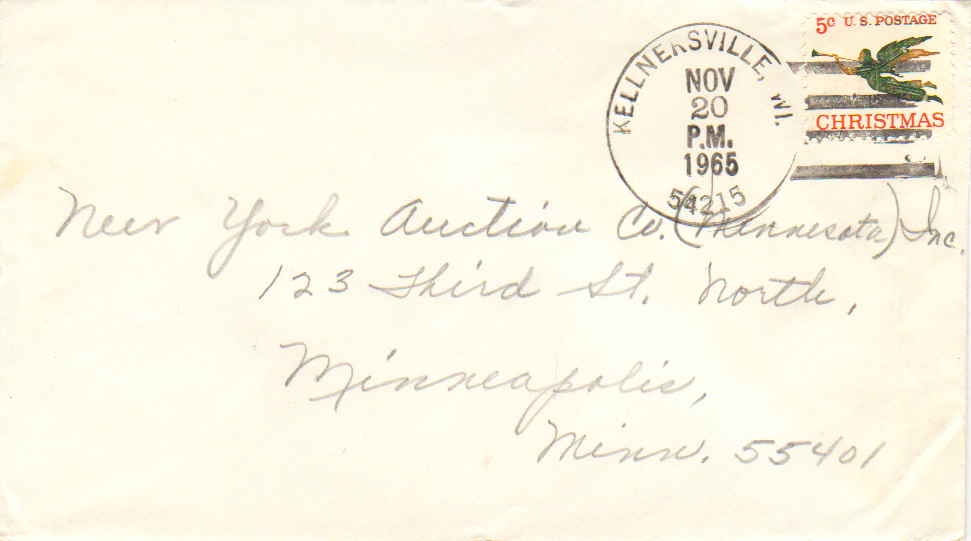 5¢ U.S. POSTAGE
CHRISTMAS
KELLNERSVILLE, WI.
NOV
20
P.M.
1965
54215
New York Auction Co. (Minnesota) Inc.
123 Third St. North,
Minneapolis,
Minn. 55401